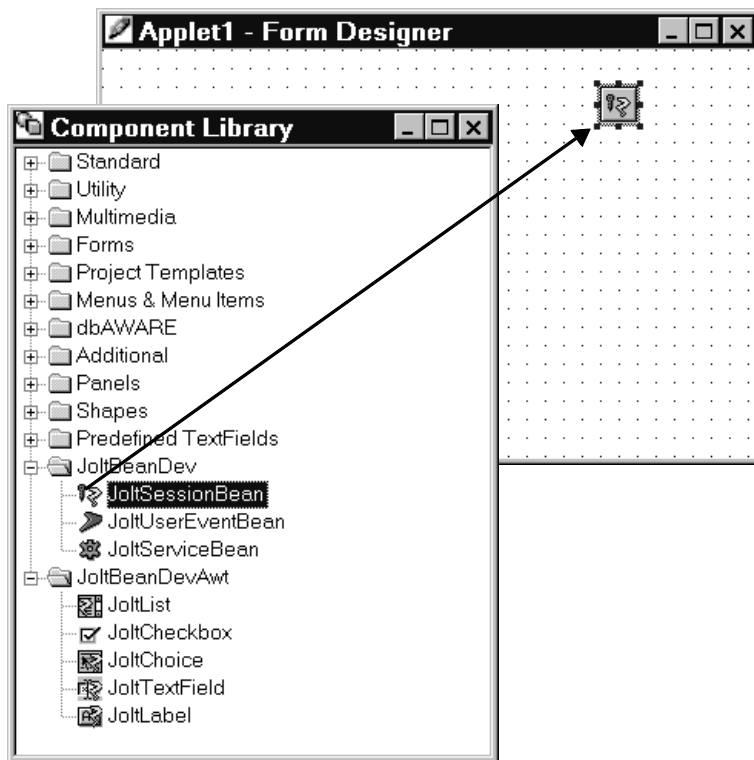 Applet1 - Form Designer
Component Library
Standard
Utility
Multimedia
Forms
Project Templates
Menus & Menu Items
dbAWARE
Additional
Panels
Shapes
Predefined TextFields
JoltBeanDev
JoltSessionBean
JoltUserEventBean
JoltServiceBean
JoltBeanDevAwt
JoltList
JoltCheckbox
JoltChoice
JoltTextField
JoltLabel